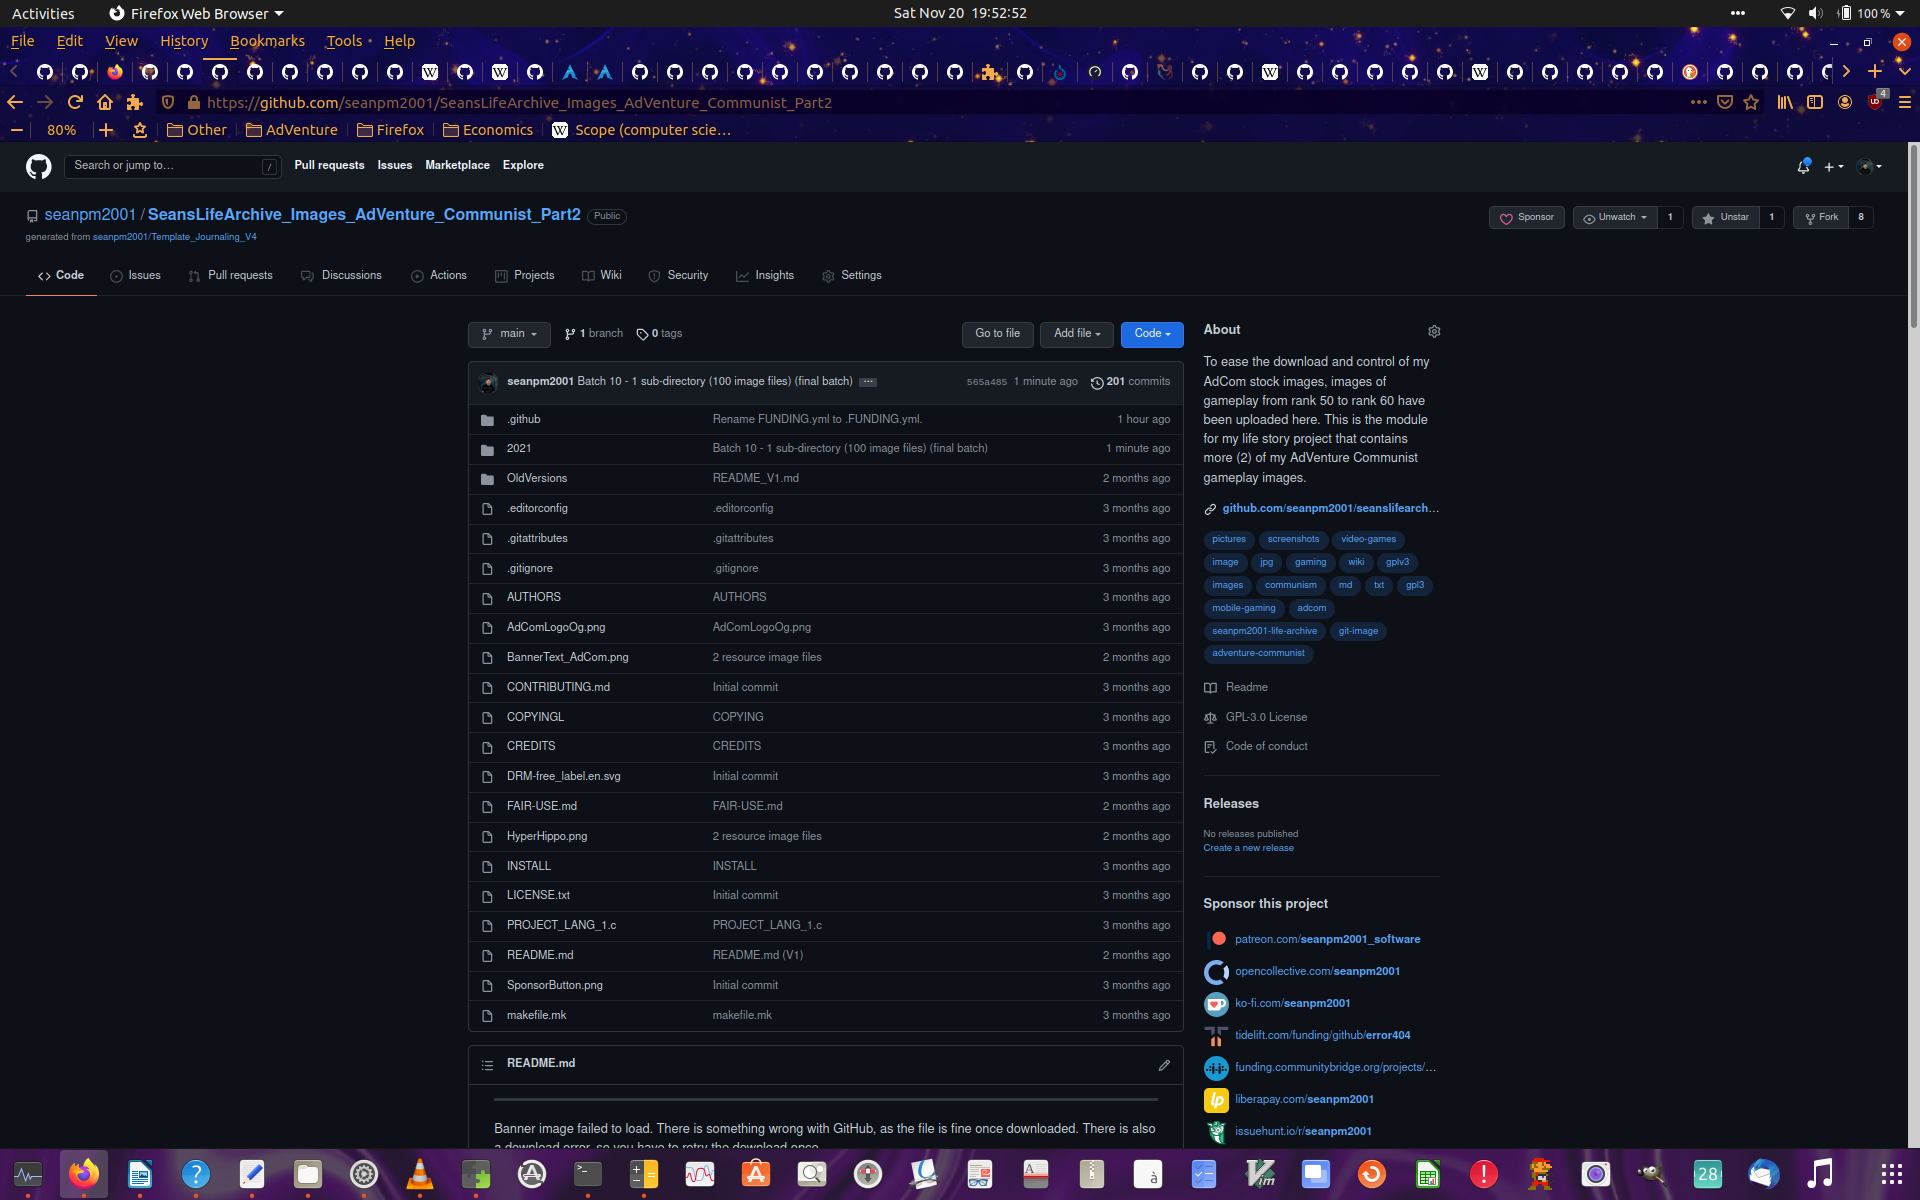 Activities
Firefox Web Browser
Sat Nov 20 19:52:52
100 %
File Edit View History Bookmarks Tools Help
https://github.com/seanpm2001/SeansLifeArchive_Images_AdVenture_Communist_Part2
4
80%
Other
AdVenture
Firefox
Economics
Scope (computer scie…
Search or jump to…
/
Pull requests
Issues
Marketplace
Explore
seanpm2001 / SeansLifeArchive_Images_AdVenture_Communist_Part2
Public
generated from seanpm2001/Template_Journaling_V4
Sponsor
Unwatch 1
Unstar 1
Fork 8
Code
Issues
Pull requests
Discussions
Actions
Projects
Wiki
Security
Insights
Settings
main
1 branch
0 tags
Go to file
Add file
Code
seanpm2001 Batch 10 - 1 sub-directory (100 image files) (final batch)
565a485 1 minute ago
201 commits
.github Rename FUNDING.yml to .FUNDING.yml. 1 hour ago
2021 Batch 10 - 1 sub-directory (100 image files) (final batch) 1 minute ago
OldVersions README_V1.md 2 months ago
.editorconfig .editorconfig 3 months ago
.gitattributes .gitattributes 3 months ago
.gitignore .gitignore 3 months ago
AUTHORS AUTHORS 3 months ago
AdComLogoOg.png AdComLogoOg.png 3 months ago
BannerText_AdCom.png 2 resource image files 2 months ago
CONTRIBUTING.md Initial commit 3 months ago
COPYINGL COPYING 3 months ago
CREDITS CREDITS 3 months ago
DRM-free_label.en.svg Initial commit 3 months ago
FAIR-USE.md FAIR-USE.md 2 months ago
HyperHippo.png 2 resource image files 2 months ago
INSTALL INSTALL 3 months ago
LICENSE.txt Initial commit 3 months ago
PROJECT_LANG_1.c PROJECT_LANG_1.c 3 months ago
README.md README.md (V1) 2 months ago
SponsorButton.png Initial commit 3 months ago
makefile.mk makefile.mk 3 months ago
README.md
Banner image failed to load. There is something wrong with GitHub, as the file is fine once downloaded. There is also
a download error, so you have to retry the download once.
About
To ease the download and control of my
AdCom stock images, images of
gameplay from rank 50 to rank 60 have
been uploaded here. This is the module
for my life story project that contains
more (2) of my AdVenture Communist
gameplay images.
github.com/seanpm2001/seanslifearch…
pictures screenshots video-games
image jpg gaming wiki gplv3
images communism md txt gpl3
mobile-gaming adcom
seanpm2001-life-archive git-image
adventure-communist
Readme
GPL-3.0 License
Code of conduct
Releases
No releases published
Create a new release
Sponsor this project
patreon.com/seanpm2001_software
opencollective.com/seanpm2001
ko-fi.com/seanpm2001
tidelift.com/funding/github/error404
funding.communitybridge.org/projects/…
liberapay.com/seanpm2001
issuehunt.io/r/seanpm2001
28